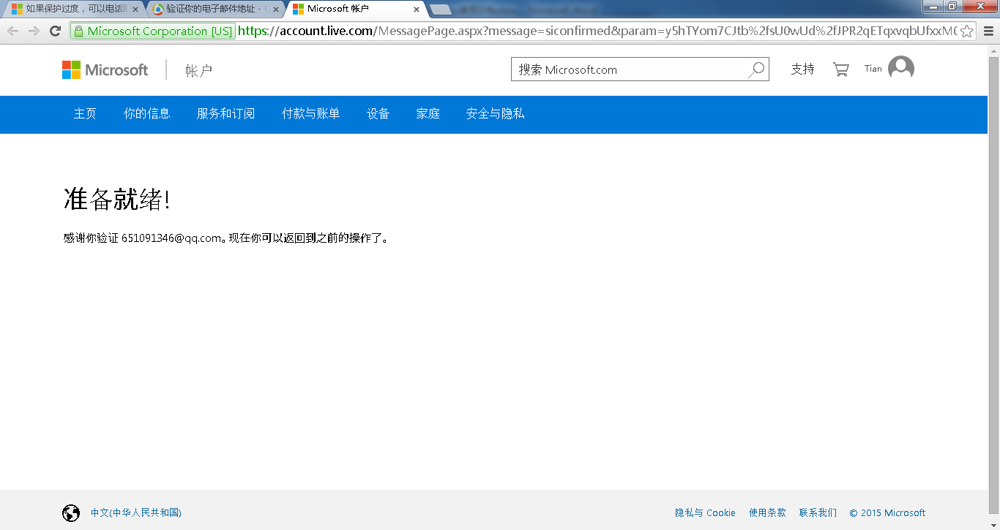 如果保护过度，可以电话
验证你的电子邮件地址 -
Microsoft 帐户
Microsoft Corporation [US] https://account.live.com/MessagePage.aspx?message=siconfirmed&param=y5hTYom7CJtb%2fsU0wUd%2fJPR2qETqxvqbUfxxM
Microsoft 帐户
搜索 Microsoft.com
支持
Tian
主页 你的信息 服务和订阅 付款与账单 设备 家庭 安全与隐私
准备就绪!
感谢你验证 651091346@qq.com。现在你可以返回到之前的操作了。
中文(中华人民共和国)
隐私与 Cookie 使用条款 联系我们 © 2015 Microsoft